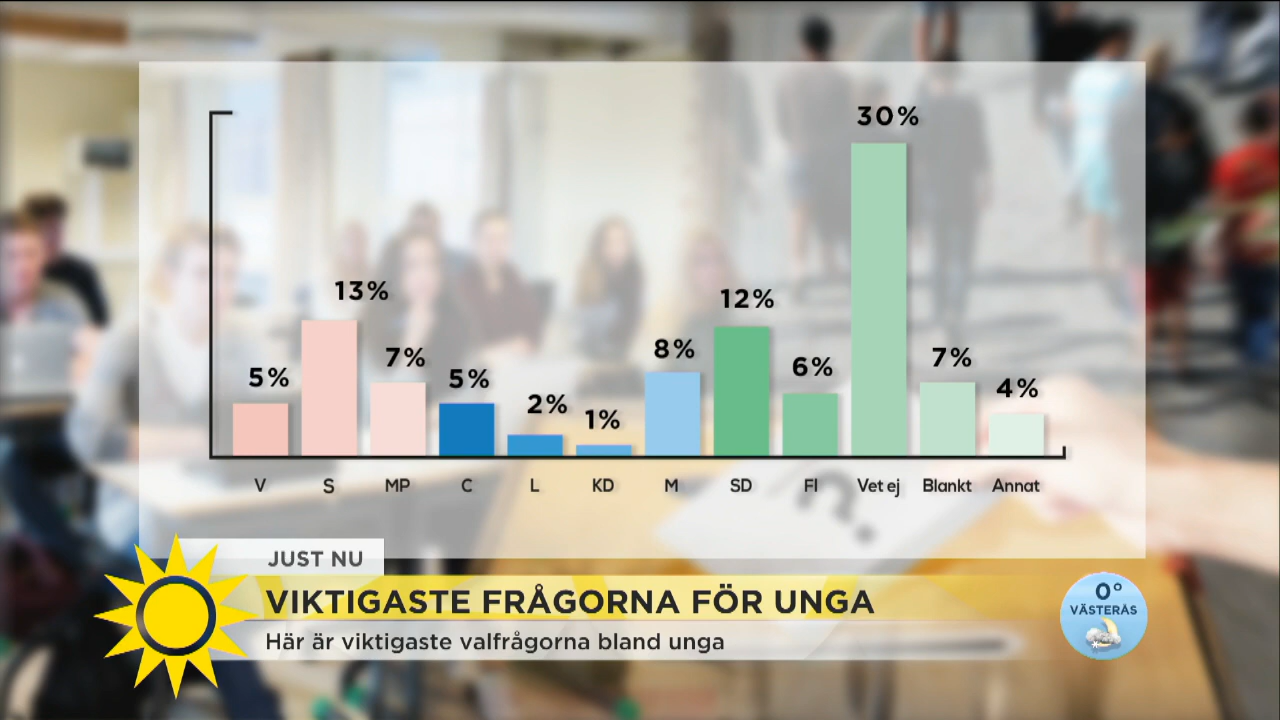 30%
13%
12%
8%
7%
5%
5%
2%
1%
6%
7%
4%
V S MP C L KD M SD FI Vet ej Blankt Annat
JUST NU
VIKTIGASTE FRÅGORNA FÖR UNGA
Här är viktigaste valfrågorna bland unga
0°
VÄSTERÅS